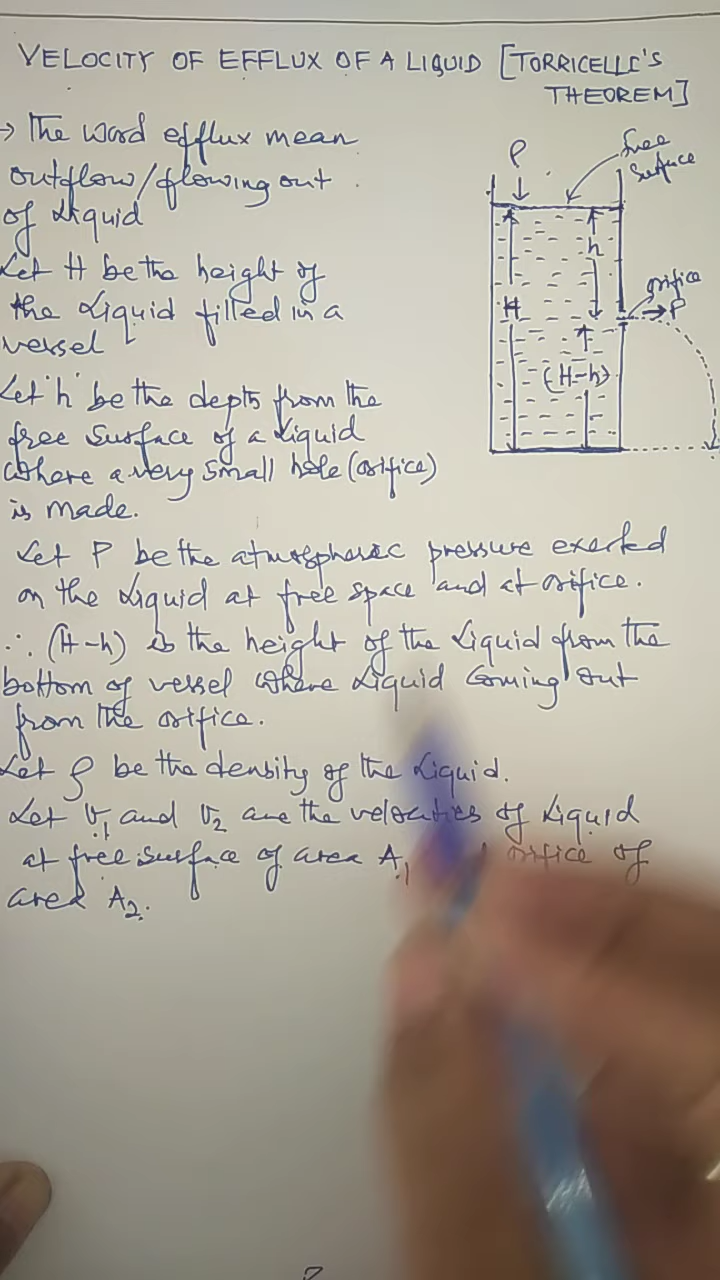 VELOCITY OF EFFLUX OF A LIQUID [TORRICELLI'S
THEOREM]
→ The word efflux mean
outflow/flowing out
of Liquid
Let H be the height of
the Liquid filled in a
vessel
Let 'h' be the depth from the
free surface of a Liquid
where a very small hole (orifice)
is made.
Let P be the atmospheric pressure exerted
on the Liquid at free space and at orifice.
∴ (H-h) is the height of the Liquid from the
bottom of vessel where Liquid coming out
from the orifice.
Let ρ be the density of the Liquid.
Let V₁ and V₂ are the velocities of Liquid
at free surface of area A₁ orifice of
area A₂.
P
free
surface
h
orifice
P
H
(H-h)